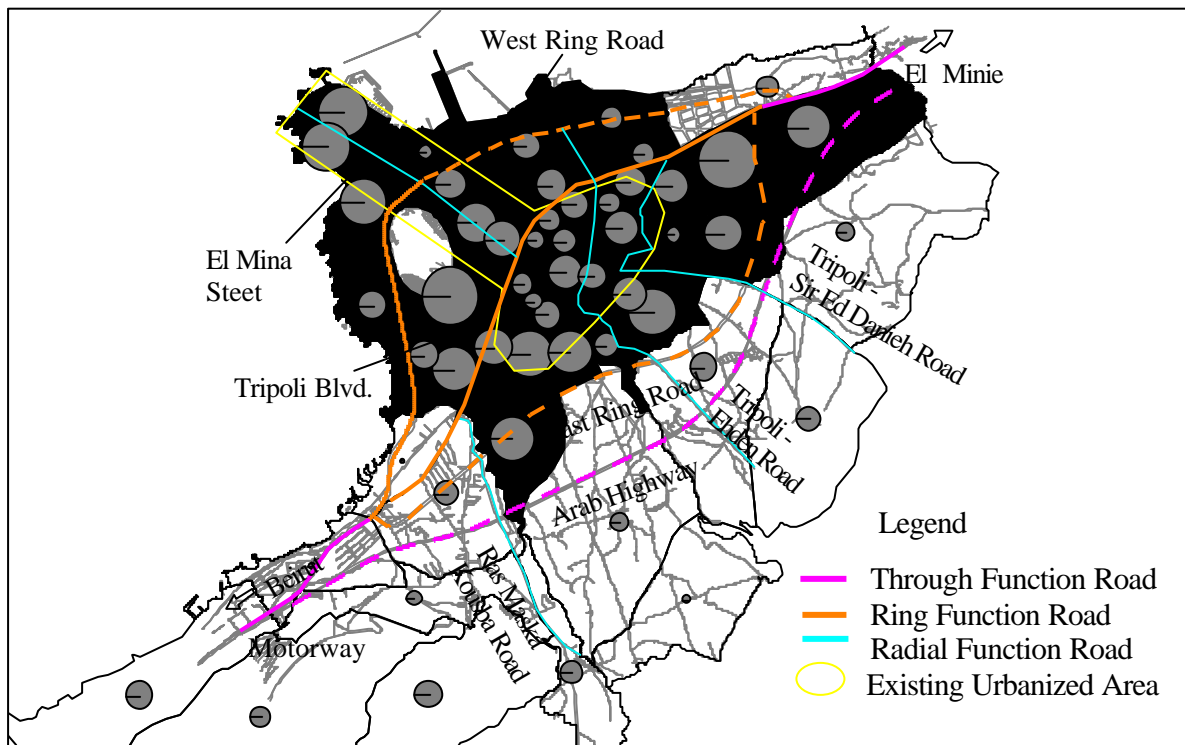 West Ring Road
El Minie
El Mina
Steet
Tripoli -
Sir Ed Danieh Road
Tripoli Blvd.
ast Ring Road
Tripoli -
Ehden Road
Arab Highway
Beirut
Motorway
Ras Maska
Kousba Road
Legend
Through Function Road
Ring Function Road
Radial Function Road
Existing Urbanized Area